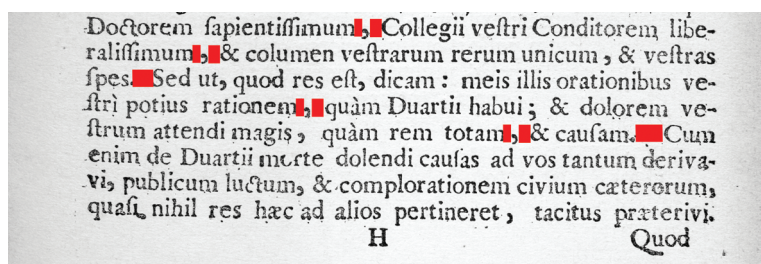 Doctorem ſapientiſſimum, Collegii veſtri Conditorem libe-
raliſſimum, & columen veſtrarum rerum unicum, & veſtras
ſpes. Sed ut, quod res eſt, dicam: meis illis orationibus ve-
ſtrì potius rationem, quàm Duartii habui; & dolorem ve-
ſtrum attendi magis, quàm rem totam, & cauſam. Cum
enim de Duartii morte dolendi cauſas ad vos tantum deriva-
vi, publicum luctum, & complorationem civium cæterorum,
quaſi nihil res hæc ad alios pertineret, tacitus præterivi.
H Quod